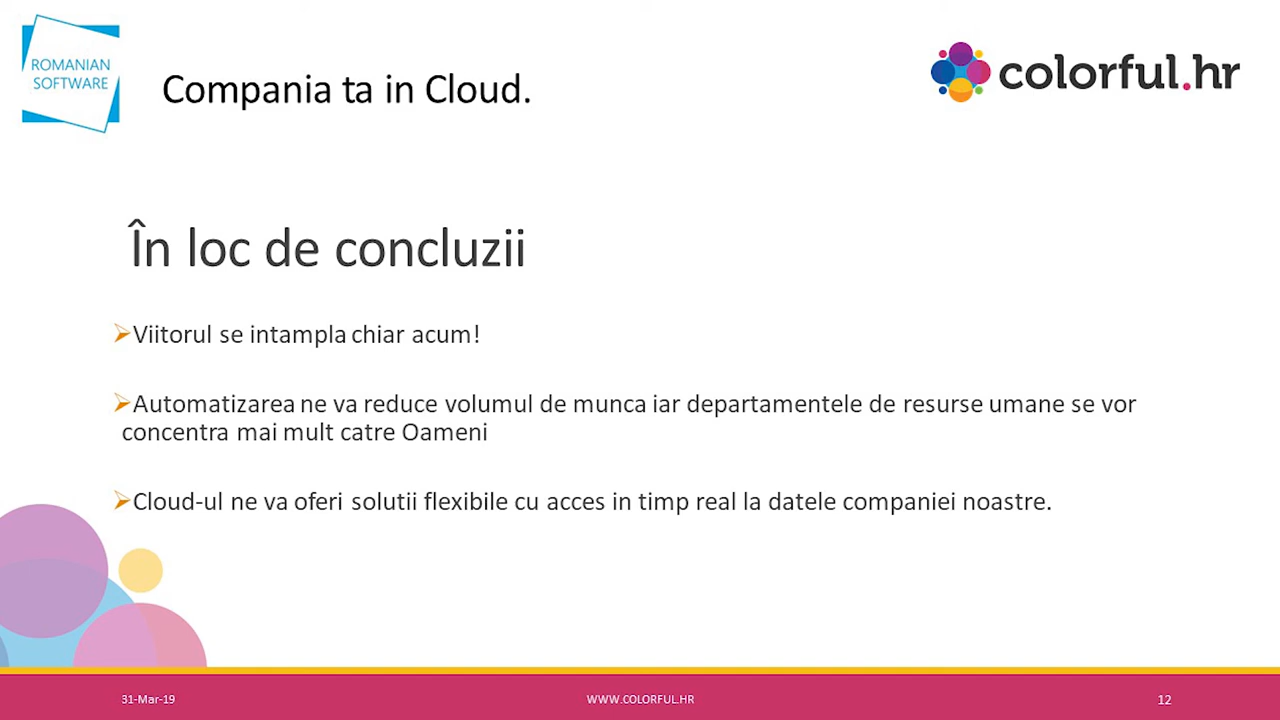 ROMANIAN
SOFTWARE
Compania ta in Cloud.
colorful.hr
În loc de concluzii
Viitorul se intampla chiar acum!
Automatizarea ne va reduce volumul de munca iar departamentele de resurse umane se vor
concentra mai mult catre Oameni
Cloud-ul ne va oferi solutii flexibile cu acces in timp real la datele companiei noastre.
31-Mar-19
WWW.COLORFUL.HR
12